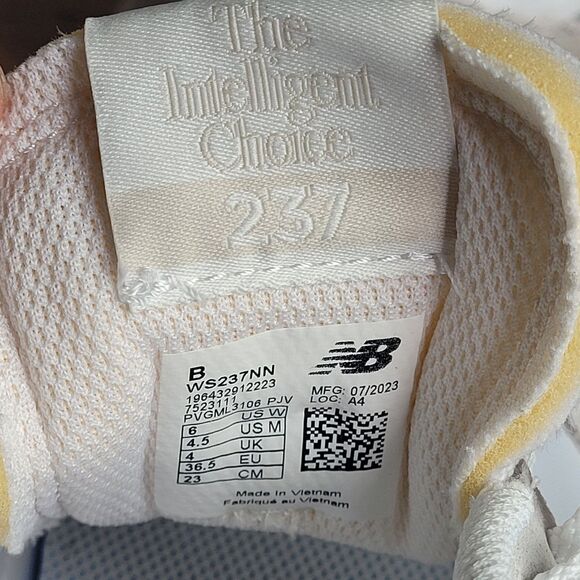 The
Intelligent
Choice
237
B
WS237NN
196432912223
7523111
PVGML3106 PJV
6 US W
4.5 US M
4 UK
36.5 EU
23 CM
NB
MFG: 07/2023
LOC: A4
Made in Vietnam
Fabriqué au Vietnam